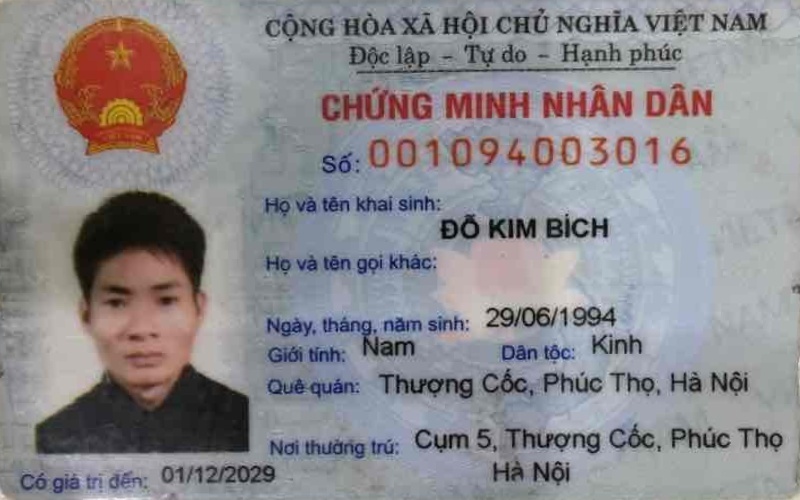 CỘNG HÒA XÃ HỘI CHỦ NGHĨA VIỆT NAM
Độc lập - Tự do - Hạnh phúc
CHỨNG MINH NHÂN DÂN
Số: 001094003016
Họ và tên khai sinh:
ĐỖ KIM BÍCH
Họ và tên gọi khác:
Ngày, tháng, năm sinh: 29/06/1994
Giới tính: Nam Dân tộc: Kinh
Quê quán: Thượng Cốc, Phúc Thọ, Hà Nội
Nơi thường trú: Cụm 5, Thượng Cốc, Phúc Thọ
Hà Nội
Có giá trị đến: 01/12/2029